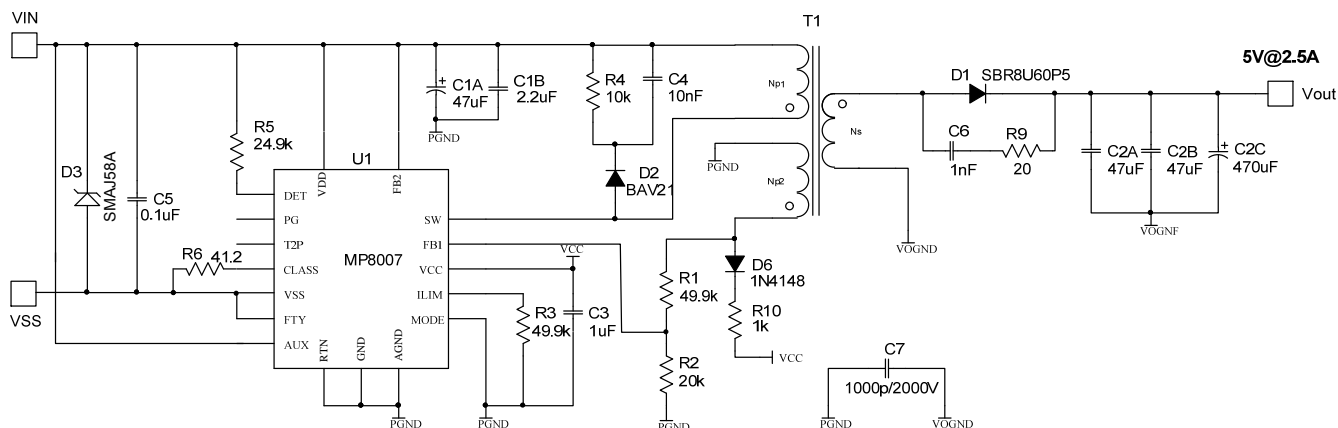 VIN
T1
5V@2.5A
D1 SBR8U60P5
Vout
R4
10k
C4
10nF
C1A
47uF
C1B
2.2uF
Np1
Ns
PGND
R5
24.9k
C6
1nF
R9
20
C2A
47uF
C2B
47uF
C2C
470uF
U1
D3
SMAJ58A
C5
0.1uF
DET
VDD
FB2
PG
T2P
CLASS
VSS
FTY
AUX
MP8007
SW
FB1
VCC
ILIM
MODE
RTN
GND
AGND
D2
BAV21
PGND
Np2
VOGND
VOGNF
R6 41.2
VSS
VCC
R3
49.9k
C3
1uF
R1
49.9k
D6
1N4148
R10
1k
VCC
R2
20k
C7
1000p/2000V
PGND
PGND
PGND
PGND
VOGND